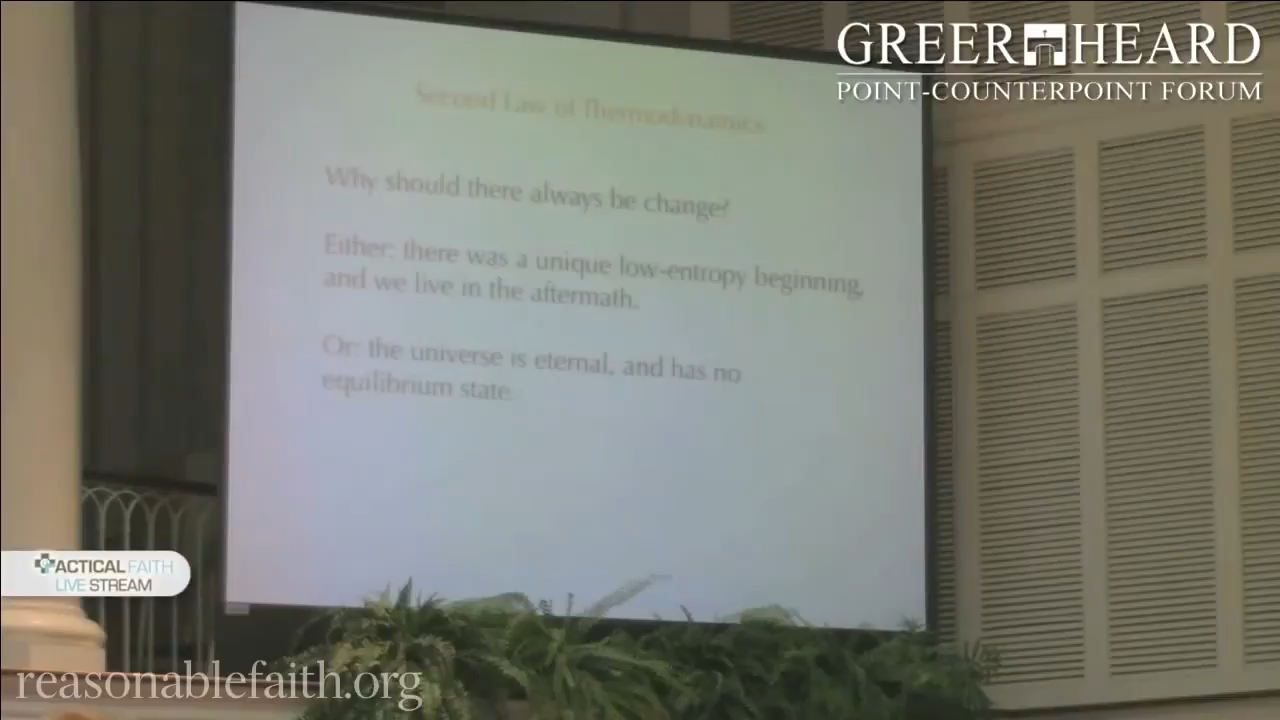 GREER HEARD
POINT-COUNTERPOINT FORUM
Second Law of Thermodynamics
Why should there always be change?
Either: there was a unique low-entropy beginning,
and we live in the aftermath.
Or: the universe is eternal, and has no
equilibrium state.
TACTICAL FAITH
LIVE STREAM
reasonablefaith.org